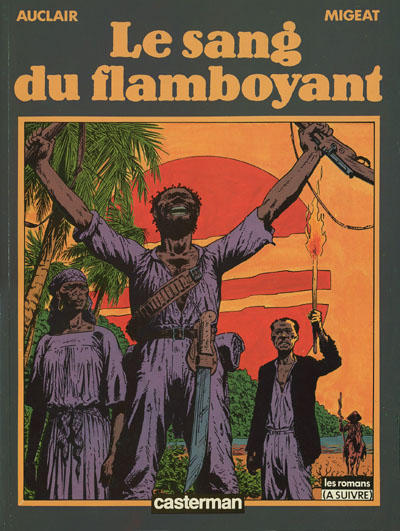 AUCLAIR MIGEAT
Le sang
du flamboyant
les romans
(A SUIVRE)
casterman